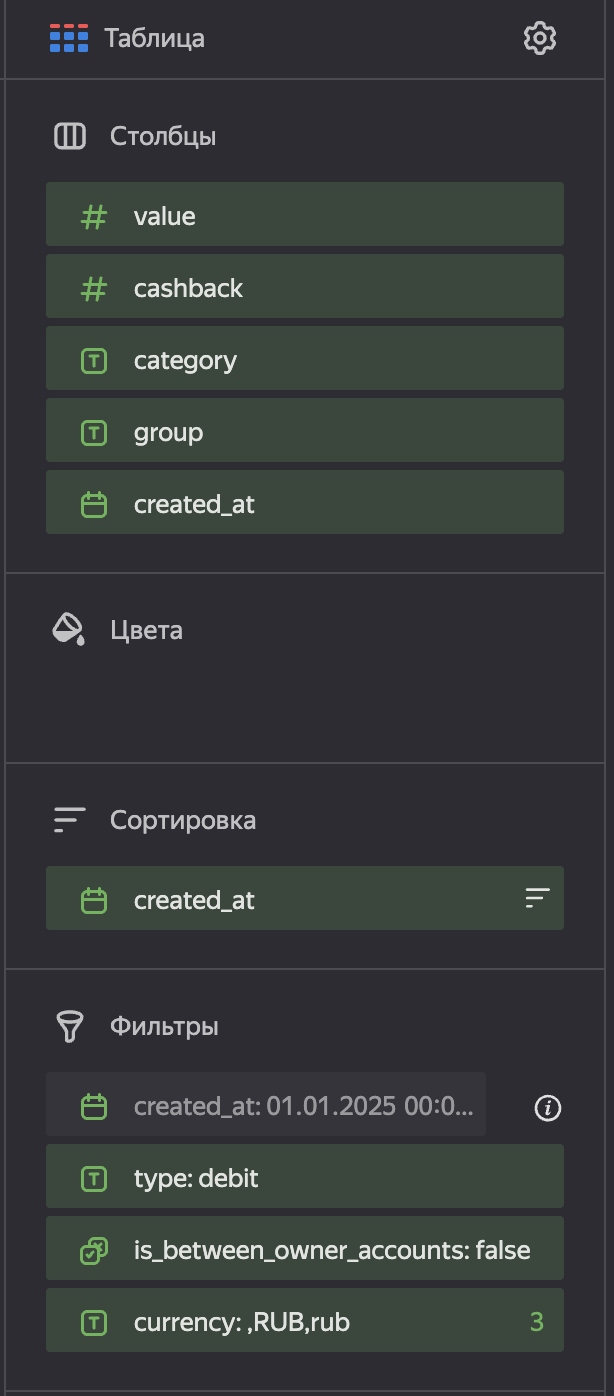 Таблица
Столбцы
value
cashback
category
group
created_at
Цвета
Сортировка
created_at
Фильтры
created_at: 01.01.2025 00:0...
type: debit
is_between_owner_accounts: false
currency: ,RUB,rub 3